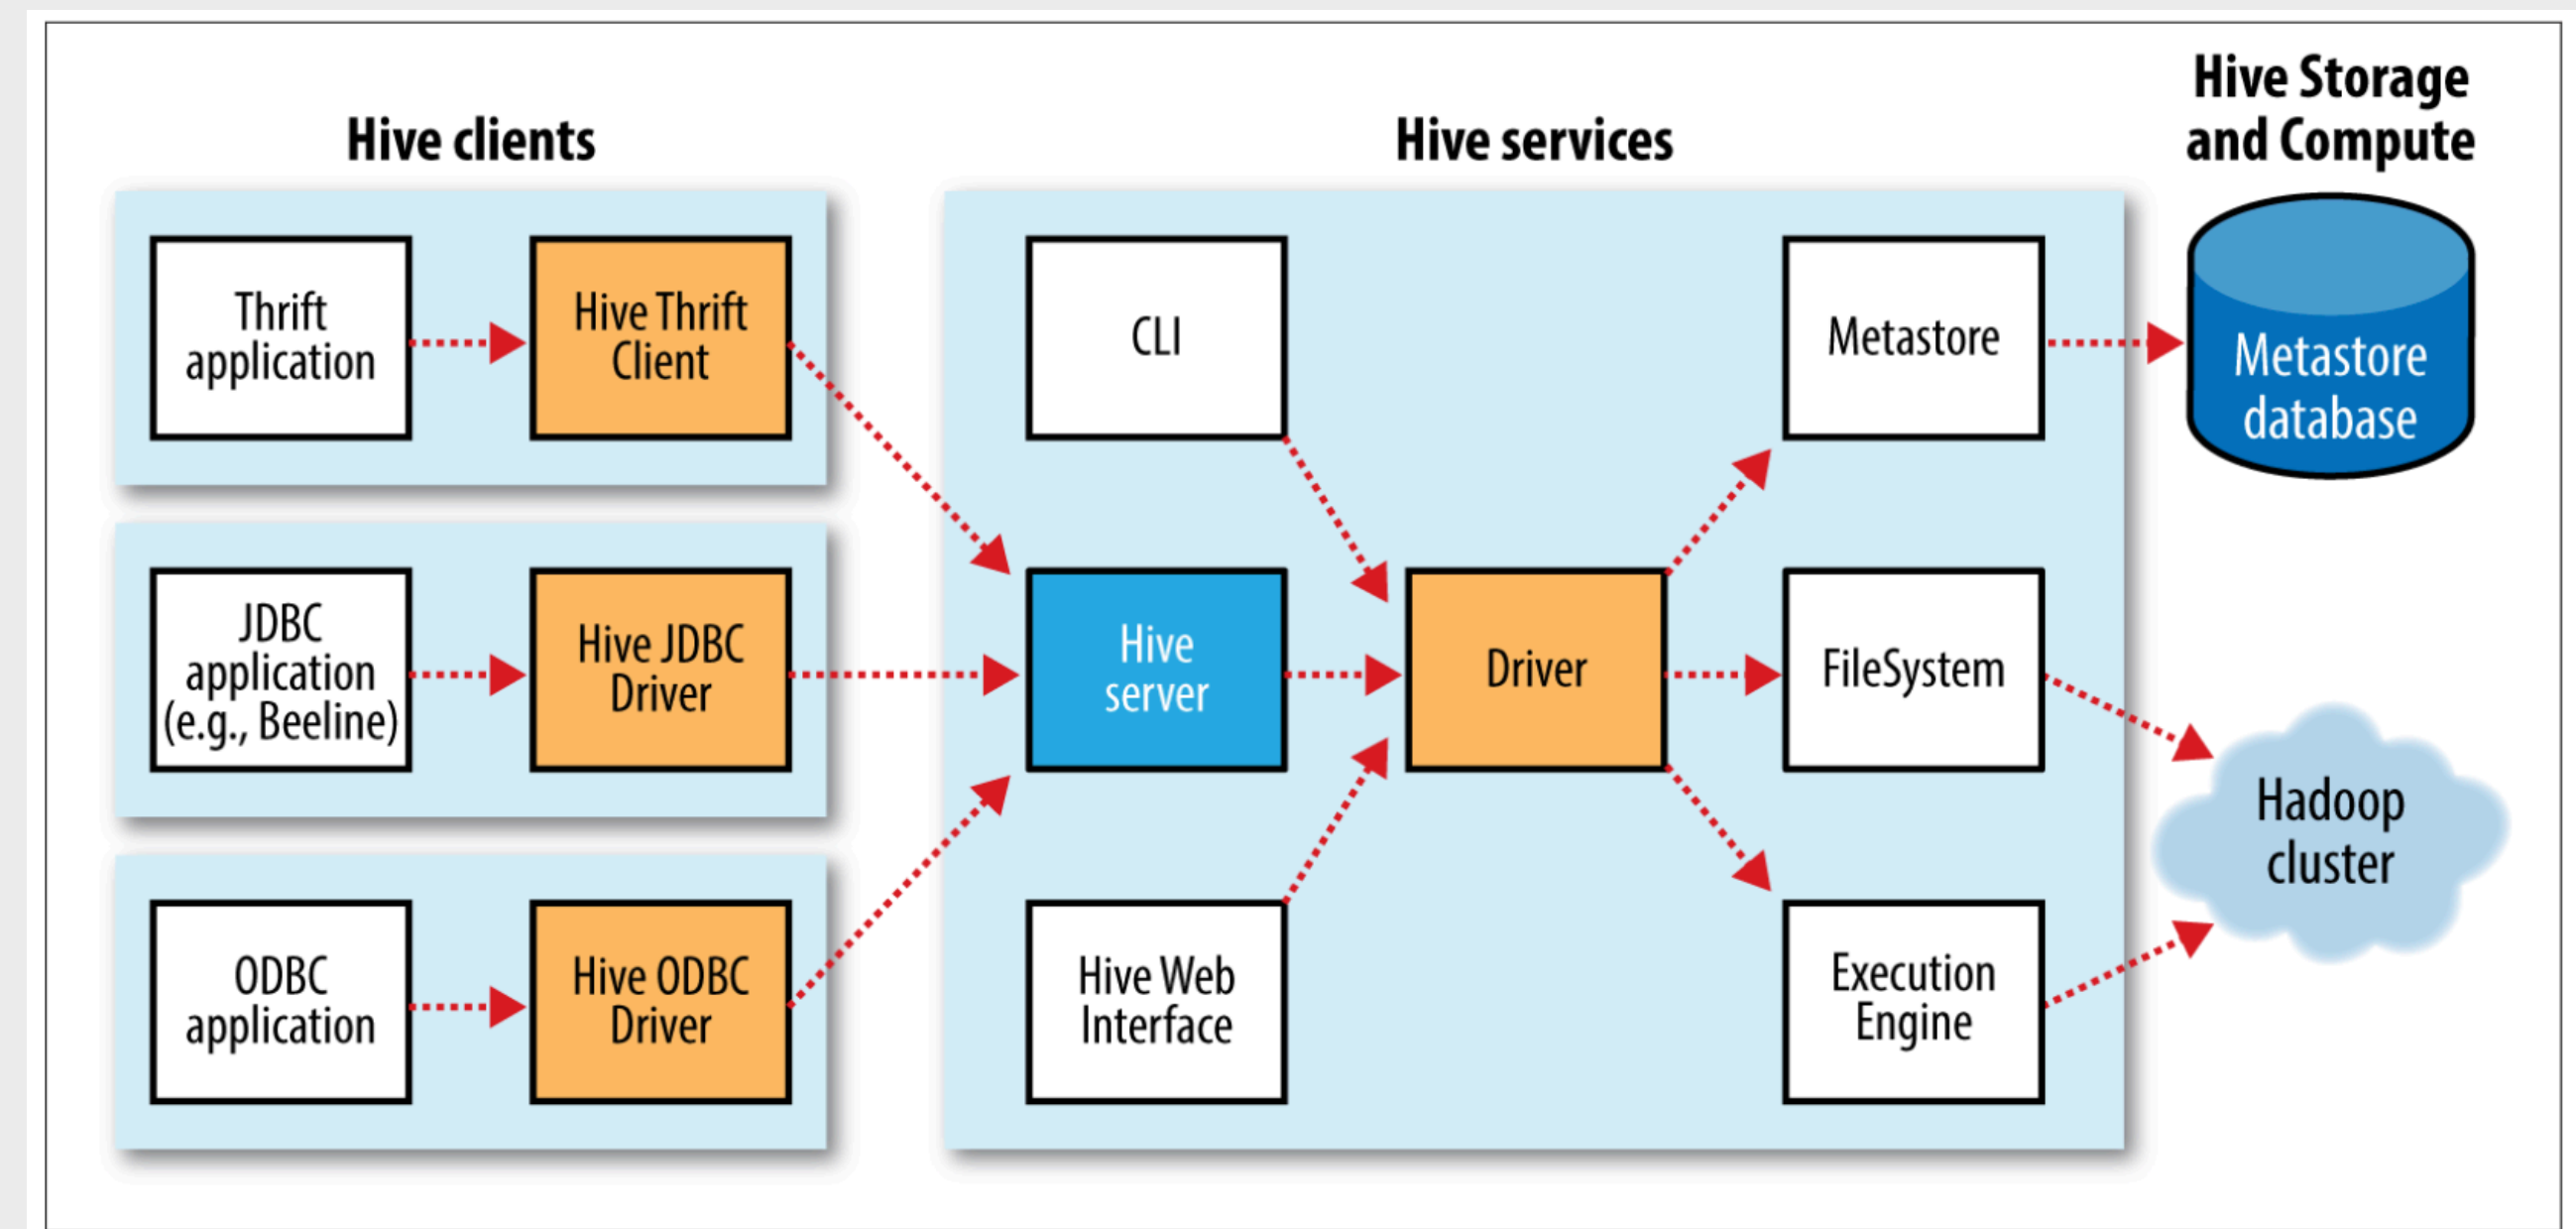 Hive clients
Hive services
Hive Storage
and Compute
Thrift
application
Hive Thrift
Client
CLI
Metastore
Metastore
database
JDBC
application
(e.g., Beeline)
Hive JDBC
Driver
Hive
server
Driver
FileSystem
Hadoop
cluster
ODBC
application
Hive ODBC
Driver
Hive Web
Interface
Execution
Engine